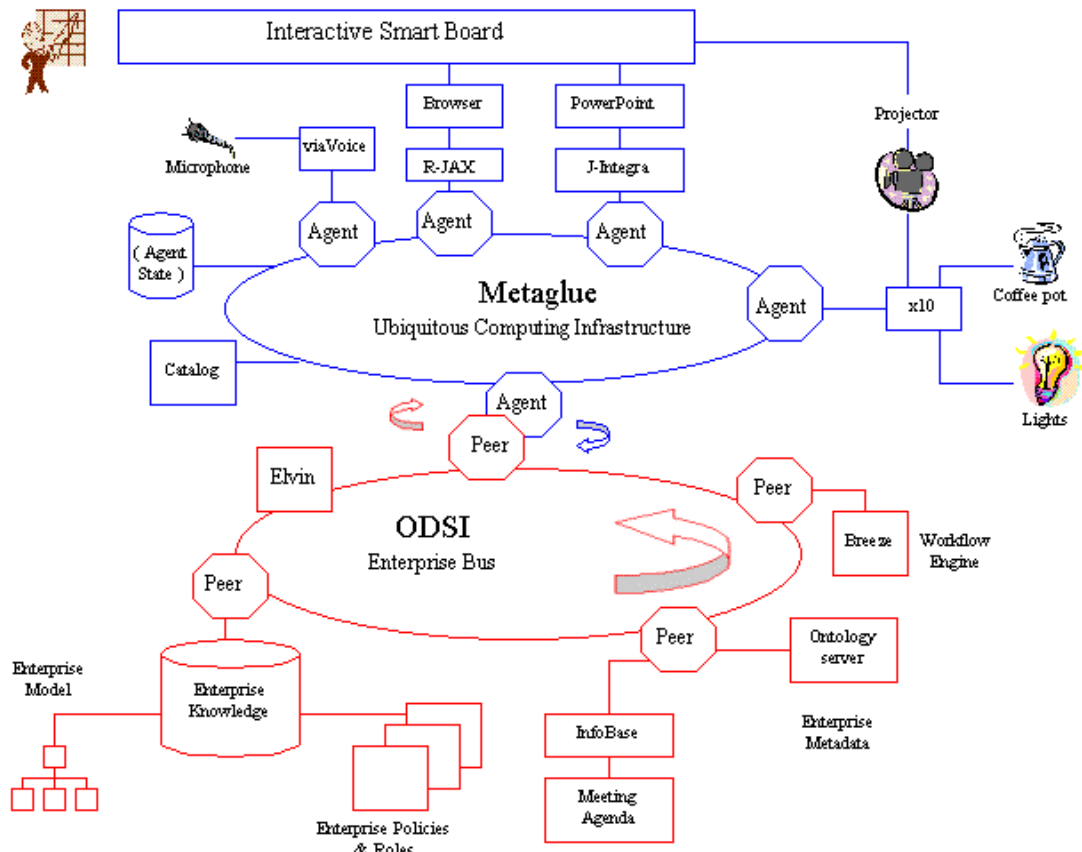 Interactive Smart Board
Browser
PowerPoint
Projector
viaVoice
Microphone
R-JAX
J-Integra
Agent
Agent
Agent
( Agent
State )
Metaglue
Ubiquitous Computing Infrastructure
Agent
x10
Coffee pot
Catalog
Agent
Lights
Peer
Elvin
Peer
ODSI
Enterprise Bus
Breeze
Workflow
Engine
Peer
Peer
Ontology
server
Enterprise
Model
Enterprise
Knowledge
InfoBase
Enterprise
Metadata
Meeting
Agenda
Enterprise Policies
& Roles